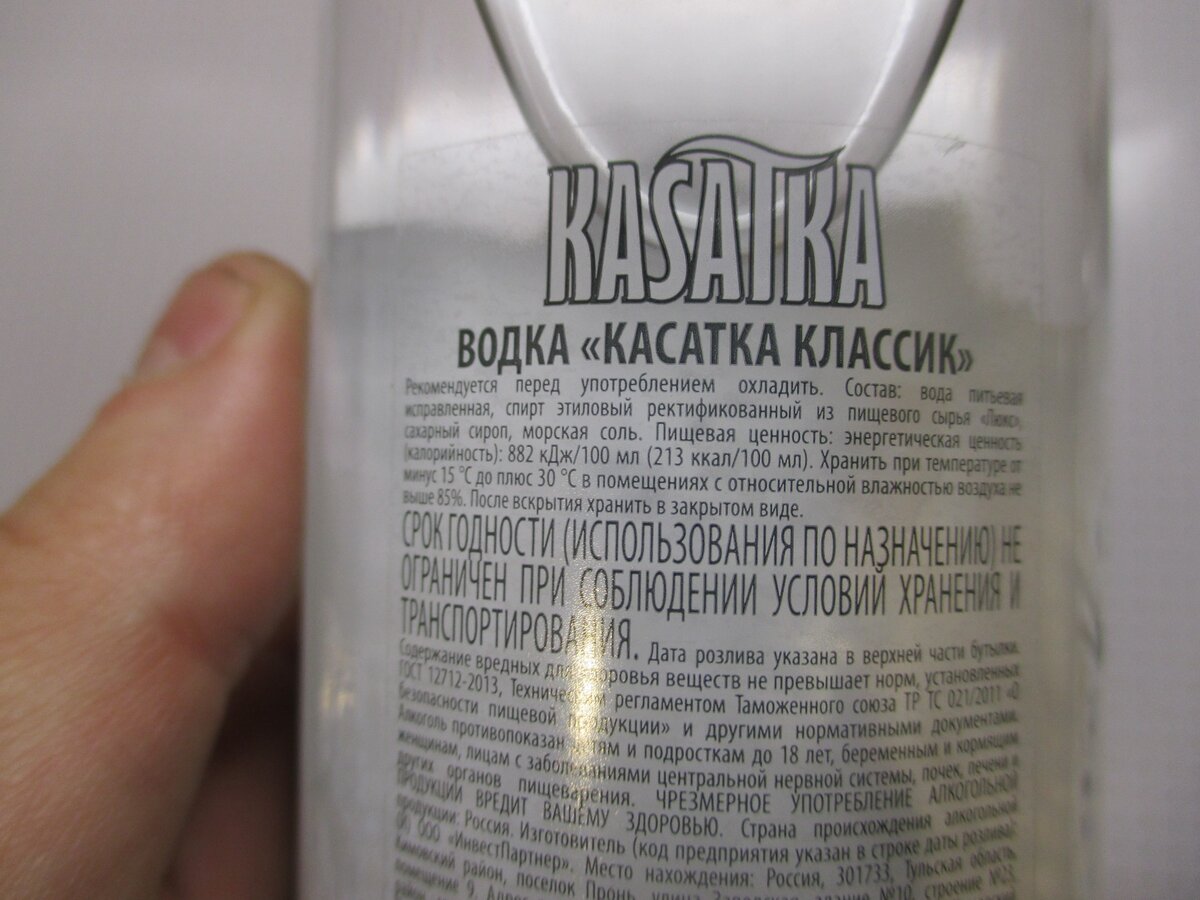 KASATKA
ВОДКА «КАСАТКА КЛАССИК»
Рекомендуется перед употреблением охладить. Состав: вода питьевая
исправленная, спирт этиловый ректификованный из пищевого сырья «Люкс»,
сахарный сироп, морская соль. Пищевая ценность: энергетическая ценность
(калорийность): 882 кДж/100 мл (213 ккал/100 мл). Хранить при температуре от
минус 15 °С до плюс 30 °С в помещениях с относительной влажностью воздуха не
выше 85%. После вскрытия хранить в закрытом виде.
СРОК ГОДНОСТИ (ИСПОЛЬЗОВАНИЯ ПО НАЗНАЧЕНИЮ) НЕ
ОГРАНИЧЕН ПРИ СОБЛЮДЕНИИ УСЛОВИЙ ХРАНЕНИЯ И
ТРАНСПОРТИРОВАНИЯ. Дата розлива указана в верхней части бутылки.
Содержание вредных для здоровья веществ не превышает норм, установленных
ГОСТ 12712-2013, Техническим регламентом Таможенного союза ТР ТС 021/2011 «О
безопасности пищевой продукции» и другими нормативными документами.
Алкоголь противопоказан детям и подросткам до 18 лет, беременным и кормящим
женщинам, лицам с заболеваниями центральной нервной системы, почек, печени и
других органов пищеварения. ЧРЕЗМЕРНОЕ УПОТРЕБЛЕНИЕ АЛКОГОЛЬНОЙ
ПРОДУКЦИИ ВРЕДИТ ВАШЕМУ ЗДОРОВЬЮ. Страна происхождения алкогольной
продукции: Россия. Изготовитель (код предприятия указан в строке даты розлива):
(И) ООО «ИнвестПартнер». Место нахождения: Россия, 301733, Тульская область,
Кимовский район, поселок Пронь, улица Заводская, здание №10, строение №25,
помещение 9.